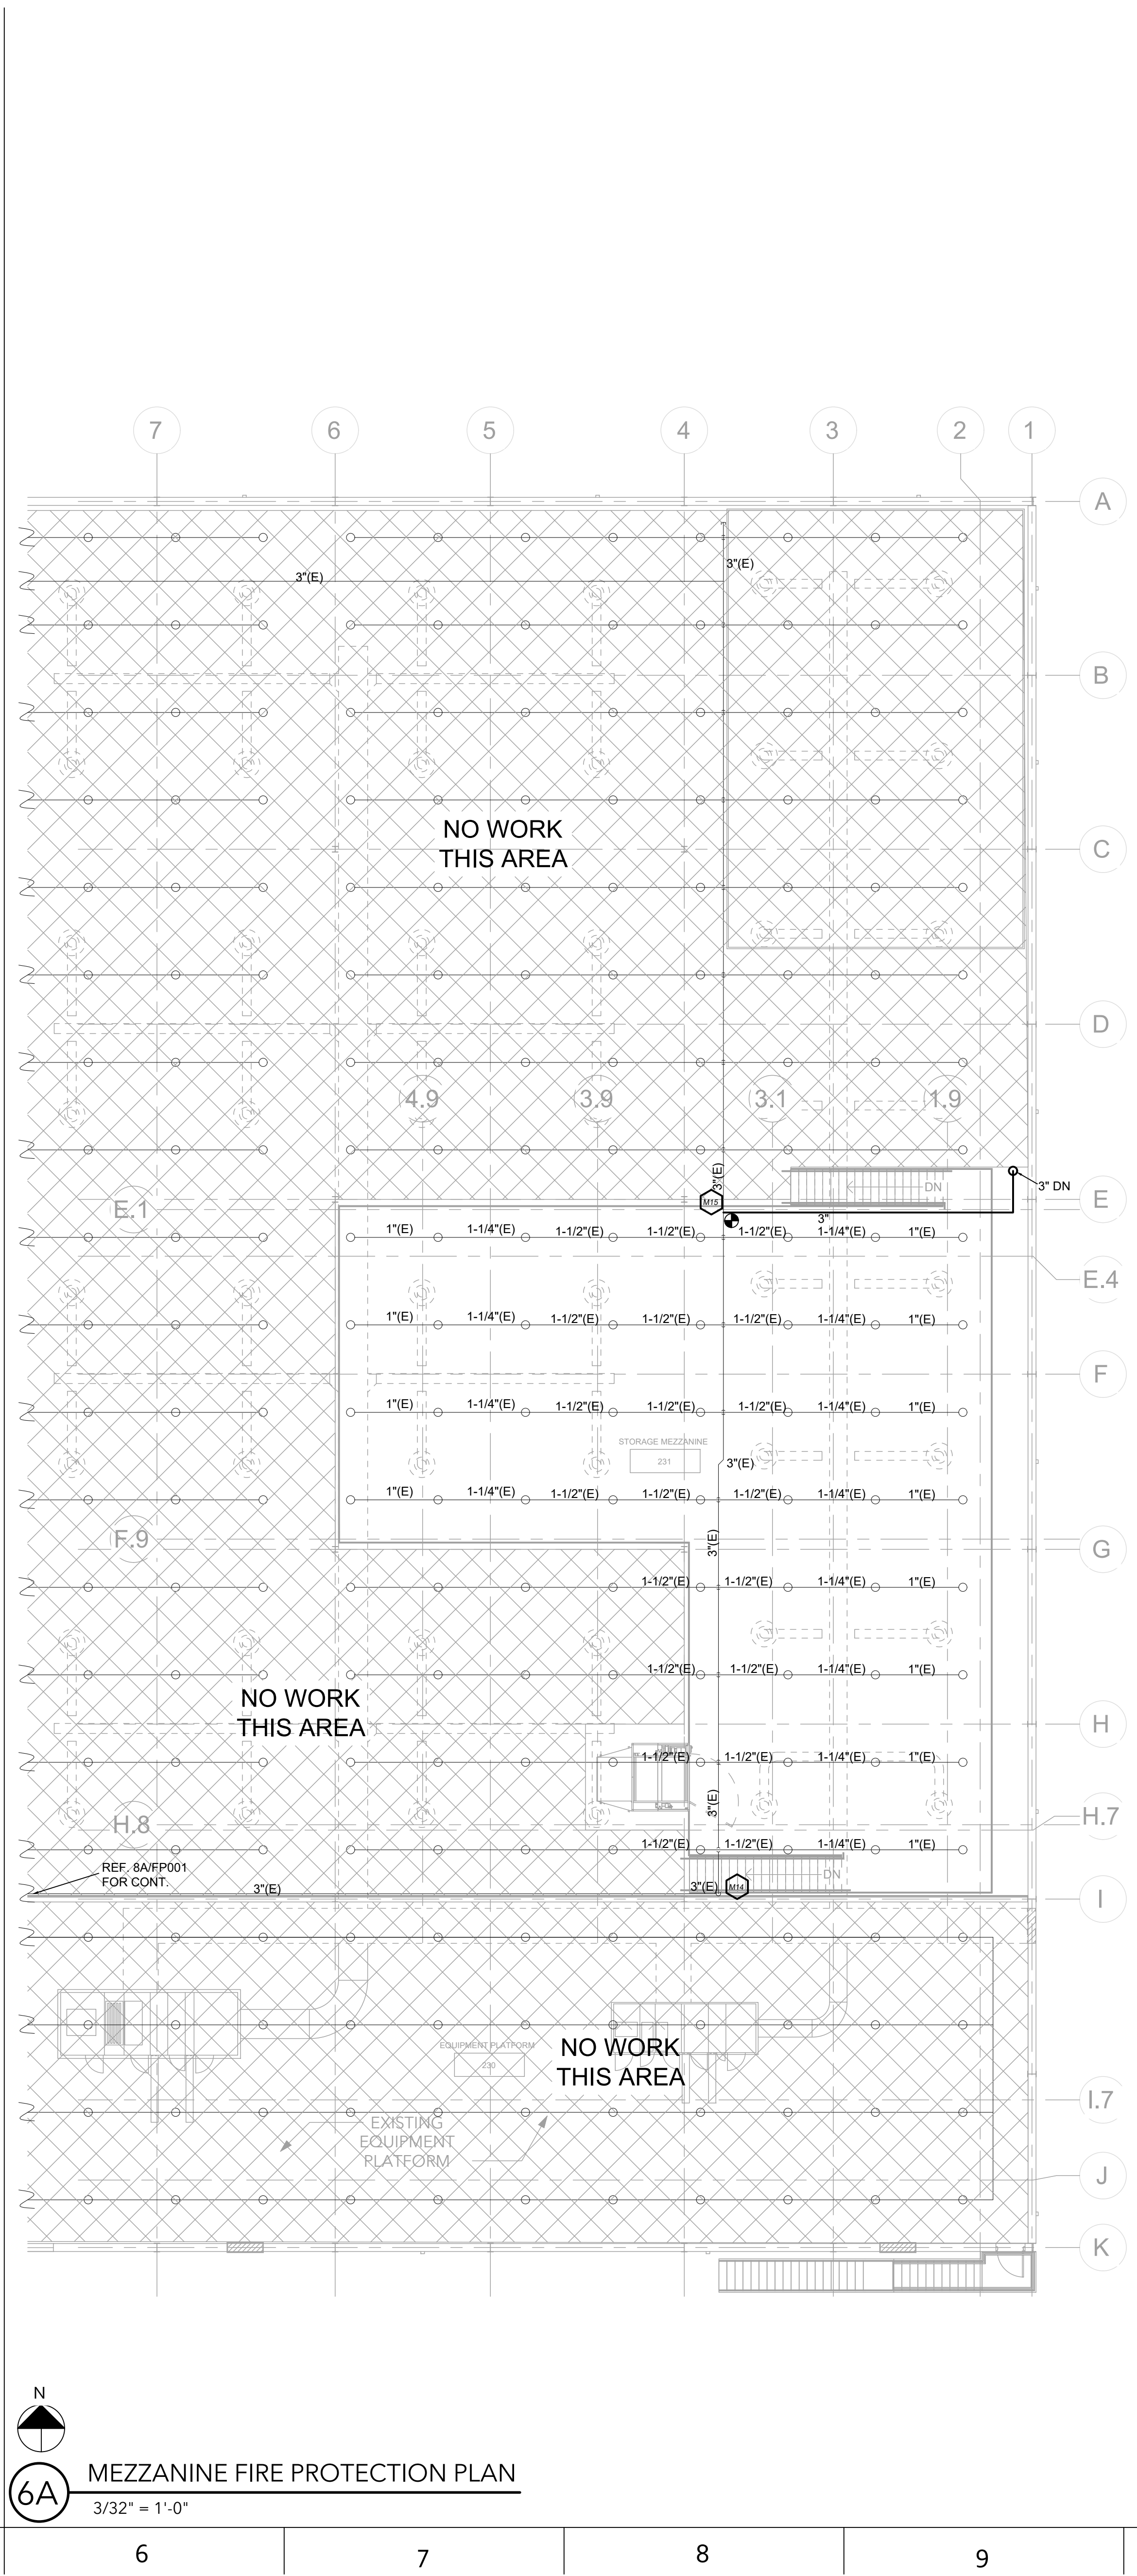 7 6 5 4 3 2 1
A
3"(E)
3"(E)
B
NO WORK
THIS AREA
C
D
4.9 3.9 3.1 1.9
3"(E)
DN
3" DN
M15
E
E.1
3"
1"(E) 1-1/4"(E) 1-1/2"(E) 1-1/2"(E) 1-1/2"(E) 1-1/4"(E) 1"(E)
E.4
1"(E) 1-1/4"(E) 1-1/2"(E) 1-1/2"(E) 1-1/2"(E) 1-1/4"(E) 1"(E)
F
1"(E) 1-1/4"(E) 1-1/2"(E) 1-1/2"(E) 1-1/2"(E) 1-1/4"(E) 1"(E)
STORAGE MEZZANINE
231
3"(E)
1"(E) 1-1/4"(E) 1-1/2"(E) 1-1/2"(E) 1-1/2"(E) 1-1/4"(E) 1"(E)
F.9
3"(E)
G
1-1/2"(E) 1-1/2"(E) 1-1/4"(E) 1"(E)
1-1/2"(E) 1-1/2"(E) 1-1/4"(E) 1"(E)
NO WORK
THIS AREA
H
1-1/2"(E) 1-1/2"(E) 1-1/4"(E) 1"(E)
3"(E)
H.8
H.7
1-1/2"(E) 1-1/2"(E) 1-1/4"(E) 1"(E)
REF. 8A/FP001
FOR CONT.
DN
3"(E)
3"(E)
M14
I
EQUIPMENT PLATFORM
230
NO WORK
THIS AREA
I.7
EXISTING
EQUIPMENT
PLATFORM
J
K
N
6A
MEZZANINE FIRE PROTECTION PLAN
3/32" = 1'-0"
6 7 8 9